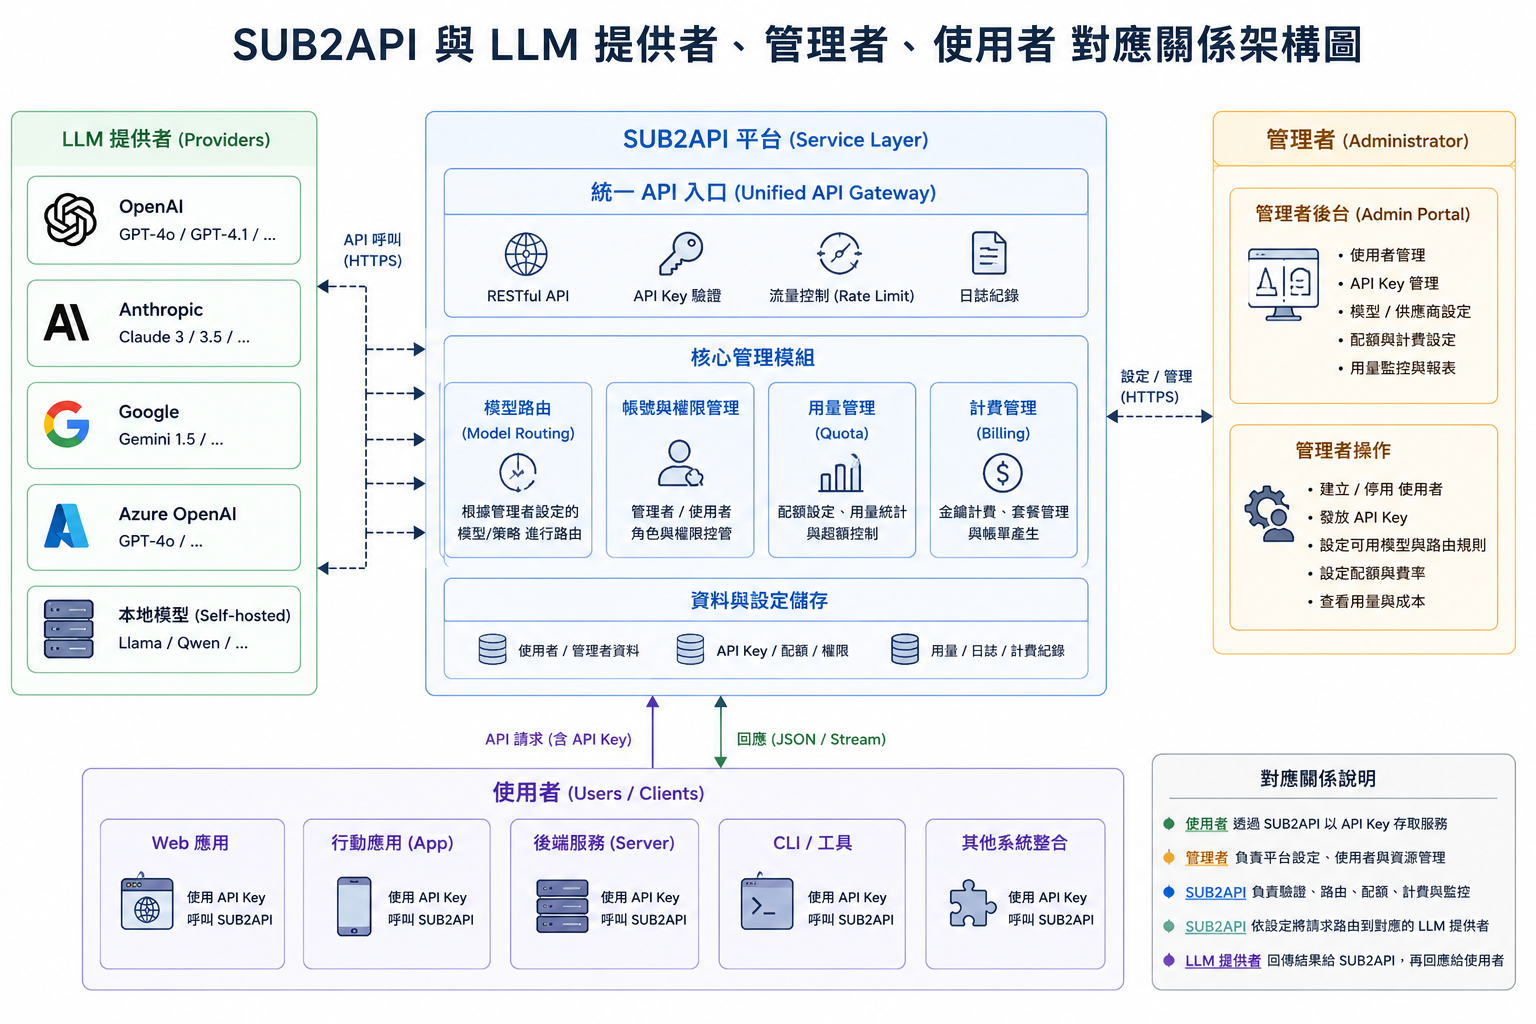 SUB2API 與 LLM 提供者、管理者、使用者 對應關係架構圖
LLM 提供者 (Providers)
OpenAI
GPT-4o / GPT-4.1 / ...
Anthropic
Claude 3 / 3.5 / ...
Google
Gemini 1.5 / ...
Azure OpenAI
GPT-4o / ...
本地模型 (Self-hosted)
Llama / Qwen / ...
API 呼叫
(HTTPS)
SUB2API 平台 (Service Layer)
統一 API 入口 (Unified API Gateway)
RESTful API
API Key 驗證
流量控制 (Rate Limit)
日誌紀錄
核心管理模組
模型路由
(Model Routing)
根據管理者設定的
模型/策略 進行路由
帳號與權限管理
管理者 / 使用者
角色與權限控管
用量管理
(Quota)
配額設定、用量統計
與超額控制
計費管理
(Billing)
金鑰計費、套餐管理
與帳單產生
資料與設定儲存
使用者 / 管理者資料
API Key / 配額 / 權限
用量 / 日誌 / 計費紀錄
設定 / 管理
(HTTPS)
管理者 (Administrator)
管理者後台 (Admin Portal)
• 使用者管理
• API Key 管理
• 模型 / 供應商設定
• 配額與計費設定
• 用量監控與報表
管理者操作
• 建立 / 停用 使用者
• 發放 API Key
• 設定可用模型與路由規則
• 設定配額與費率
• 查看用量與成本
API 請求 (含 API Key)
回應 (JSON / Stream)
使用者 (Users / Clients)
Web 應用
使用 API Key
呼叫 SUB2API
行動應用 (App)
使用 API Key
呼叫 SUB2API
後端服務 (Server)
使用 API Key
呼叫 SUB2API
CLI / 工具
使用 API Key
呼叫 SUB2API
其他系統整合
使用 API Key
呼叫 SUB2API
對應關係說明
使用者 透過 SUB2API 以 API Key 存取服務
管理者 負責平台設定、使用者與資源管理
SUB2API 負責驗證、路由、配額、計費與監控
SUB2API 依設定將請求路由到對應的 LLM 提供者
LLM 提供者 回傳結果給 SUB2API，再回應給使用者